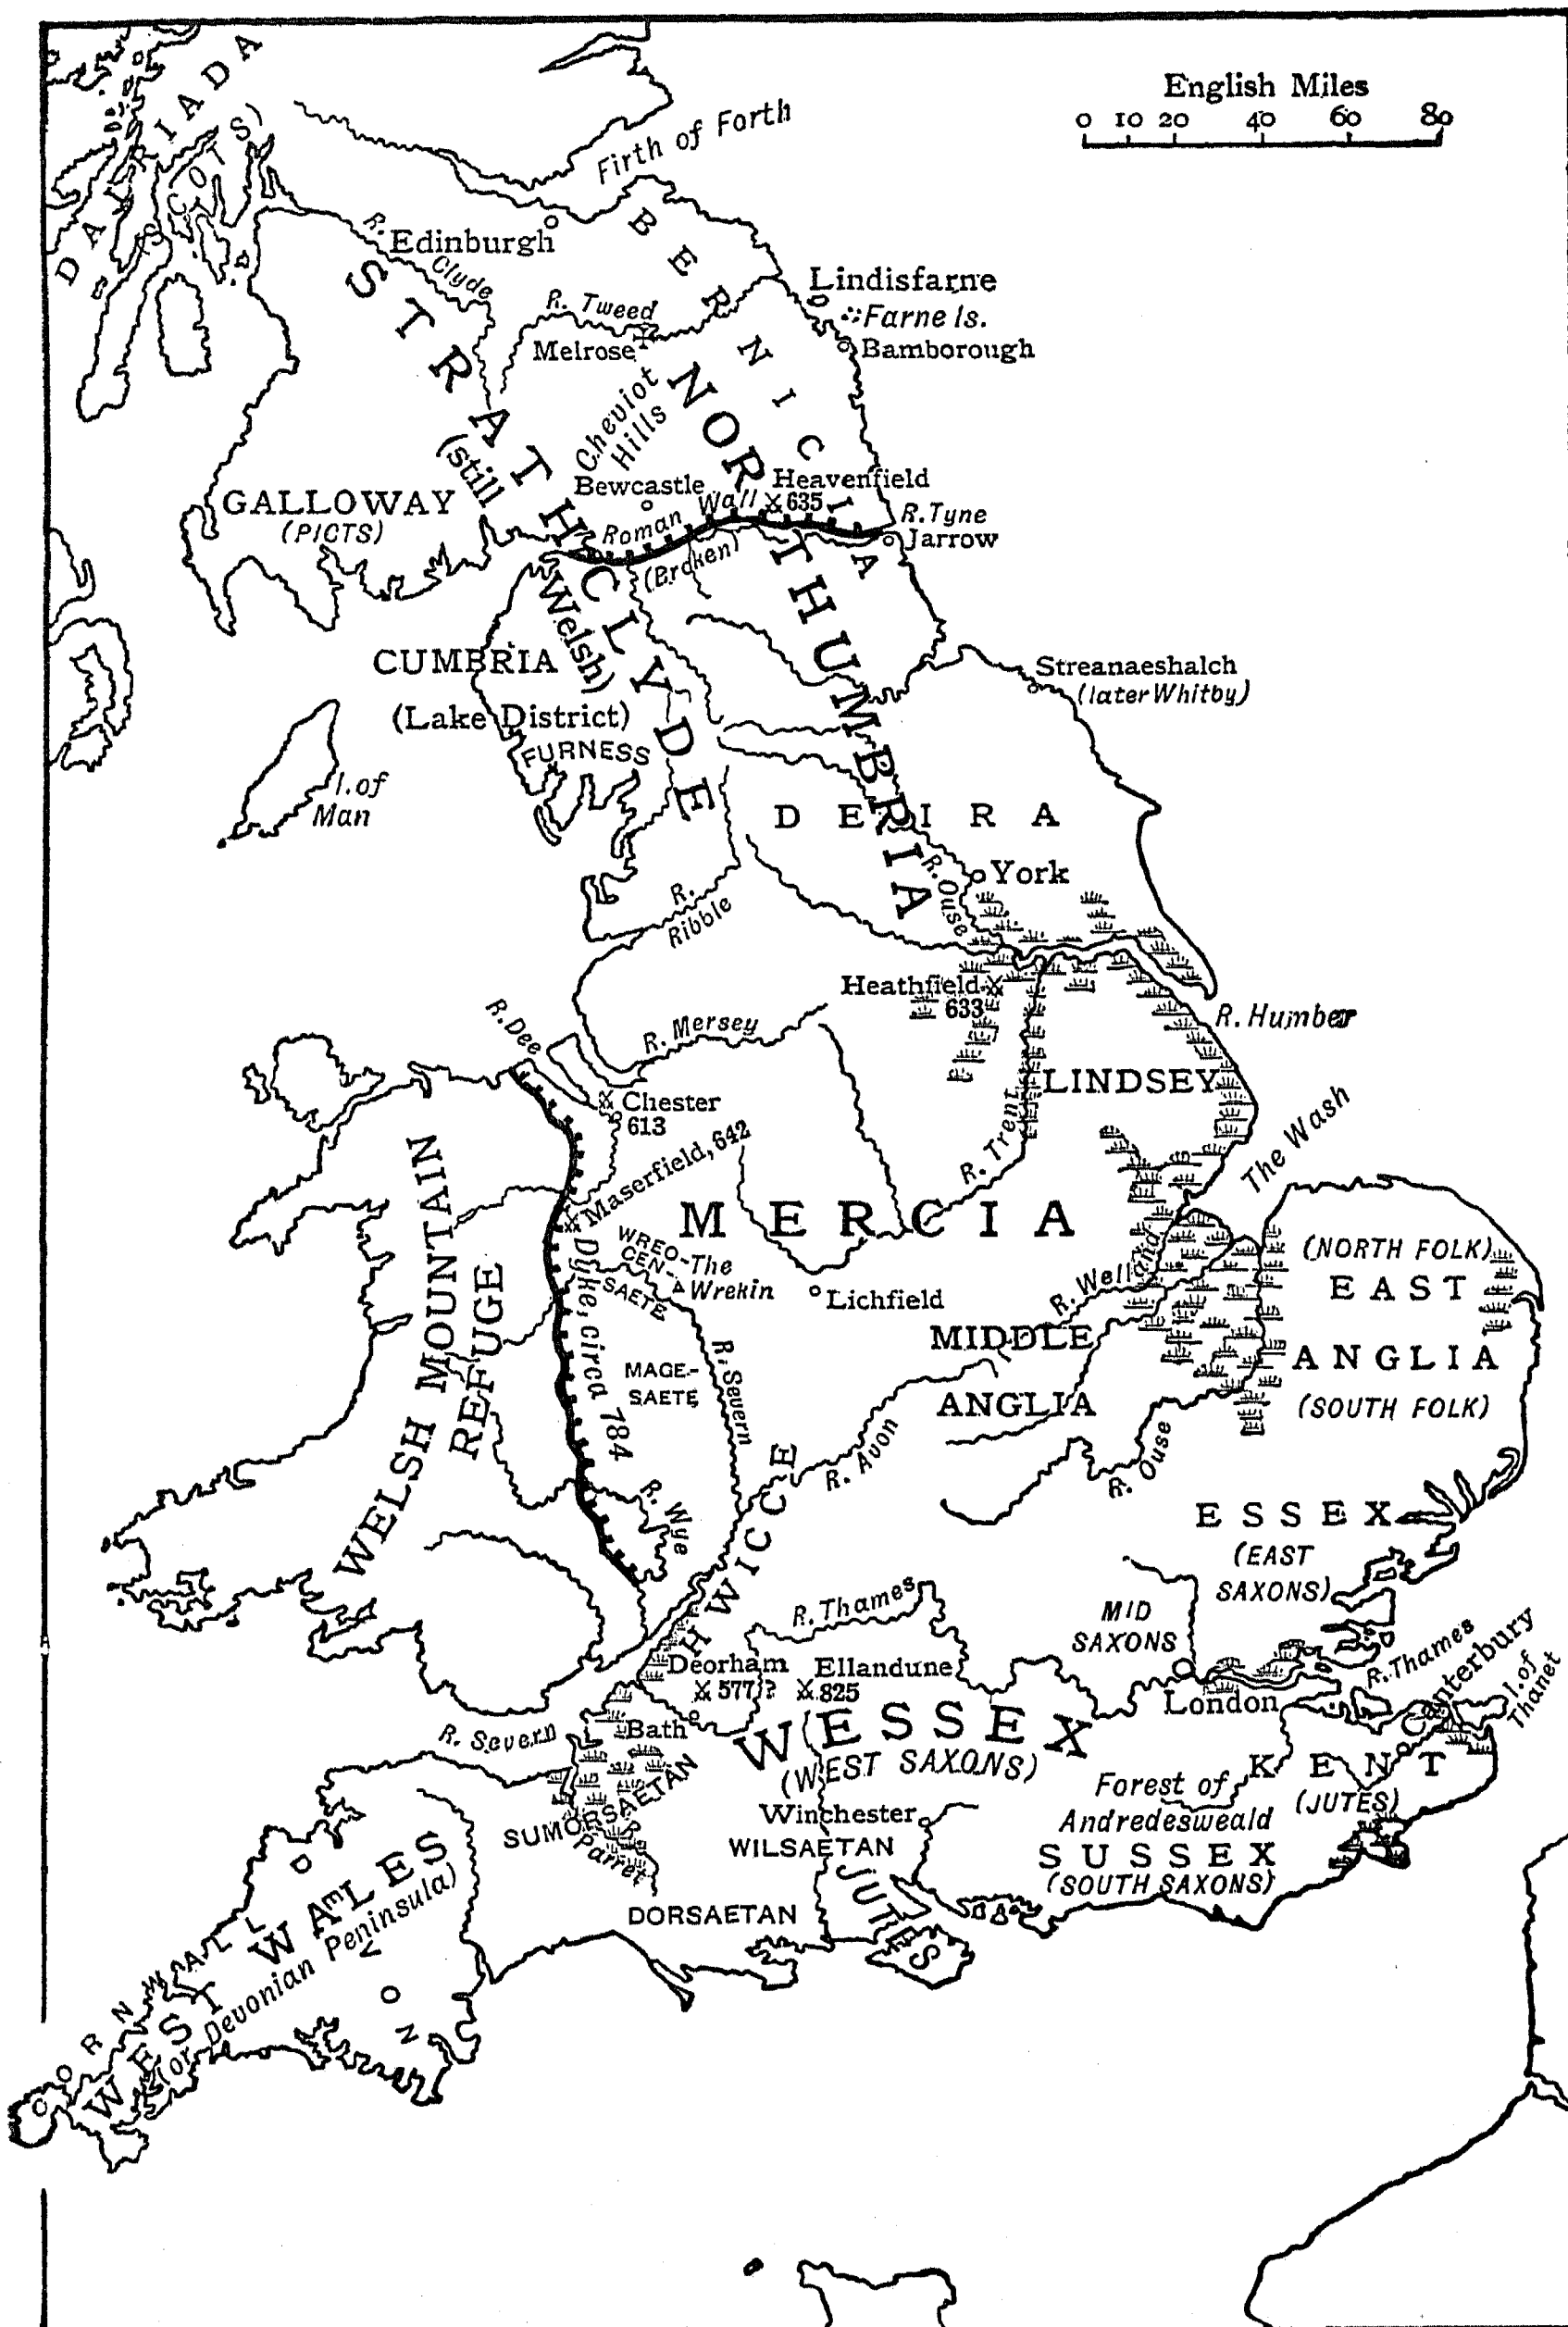 English Miles
0 10 20 40 60 80
DALRIADA
(SCOTS)
Firth of Forth
R. Clyde
Edinburgh
BERNICIA
Lindisfarne
Farne Is.
Bamborough
R. Tweed
Melrose
STRATHCLYDE
(still Welsh)
Cheviot
Hills
NORTHUMBRIA
GALLOWAY
(PICTS)
Bewcastle
Heavenfield
635
Roman Wall
(Broken)
R. Tyne
Jarrow
CUMBRIA
(Lake District)
FURNESS
Streanaeshalch
(later Whitby)
I. of
Man
DEIRA
R. Ouse
York
R.
Ribble
Heathfield
633
R. Humber
R. Dee
R. Mersey
LINDSEY
Chester
613
R. Trent
The Wash
Maserfield, 642
WELSH MOUNTAIN
REFUGE
MERCIA
WREO-
CEN-
SAETE
The
Wrekin
Lichfield
Dyke, circa 784
R. Welland
(NORTH FOLK)
EAST
ANGLIA
(SOUTH FOLK)
MIDDLE
ANGLIA
MAGE-
SAETE
R. Severn
R. Avon
R. Ouse
R. Wye
HWICCE
ESSEX
(EAST
SAXONS)
MID
SAXONS
R. Thames
London
R. Thames
Canterbury
I. of
Thanet
Deorham
577?
Ellandune
825
Bath
R. Severn
WESSEX
(WEST SAXONS)
KENT
(JUTES)
Forest of
Andredesweald
SUSSEX
(SOUTH SAXONS)
Winchester
WILSAETAN
SUMORSAETAN
R.
Parret
DORSAETAN
JUTES
WEST WALES
(or Devonian Peninsula)
DEVON
CORNWALL